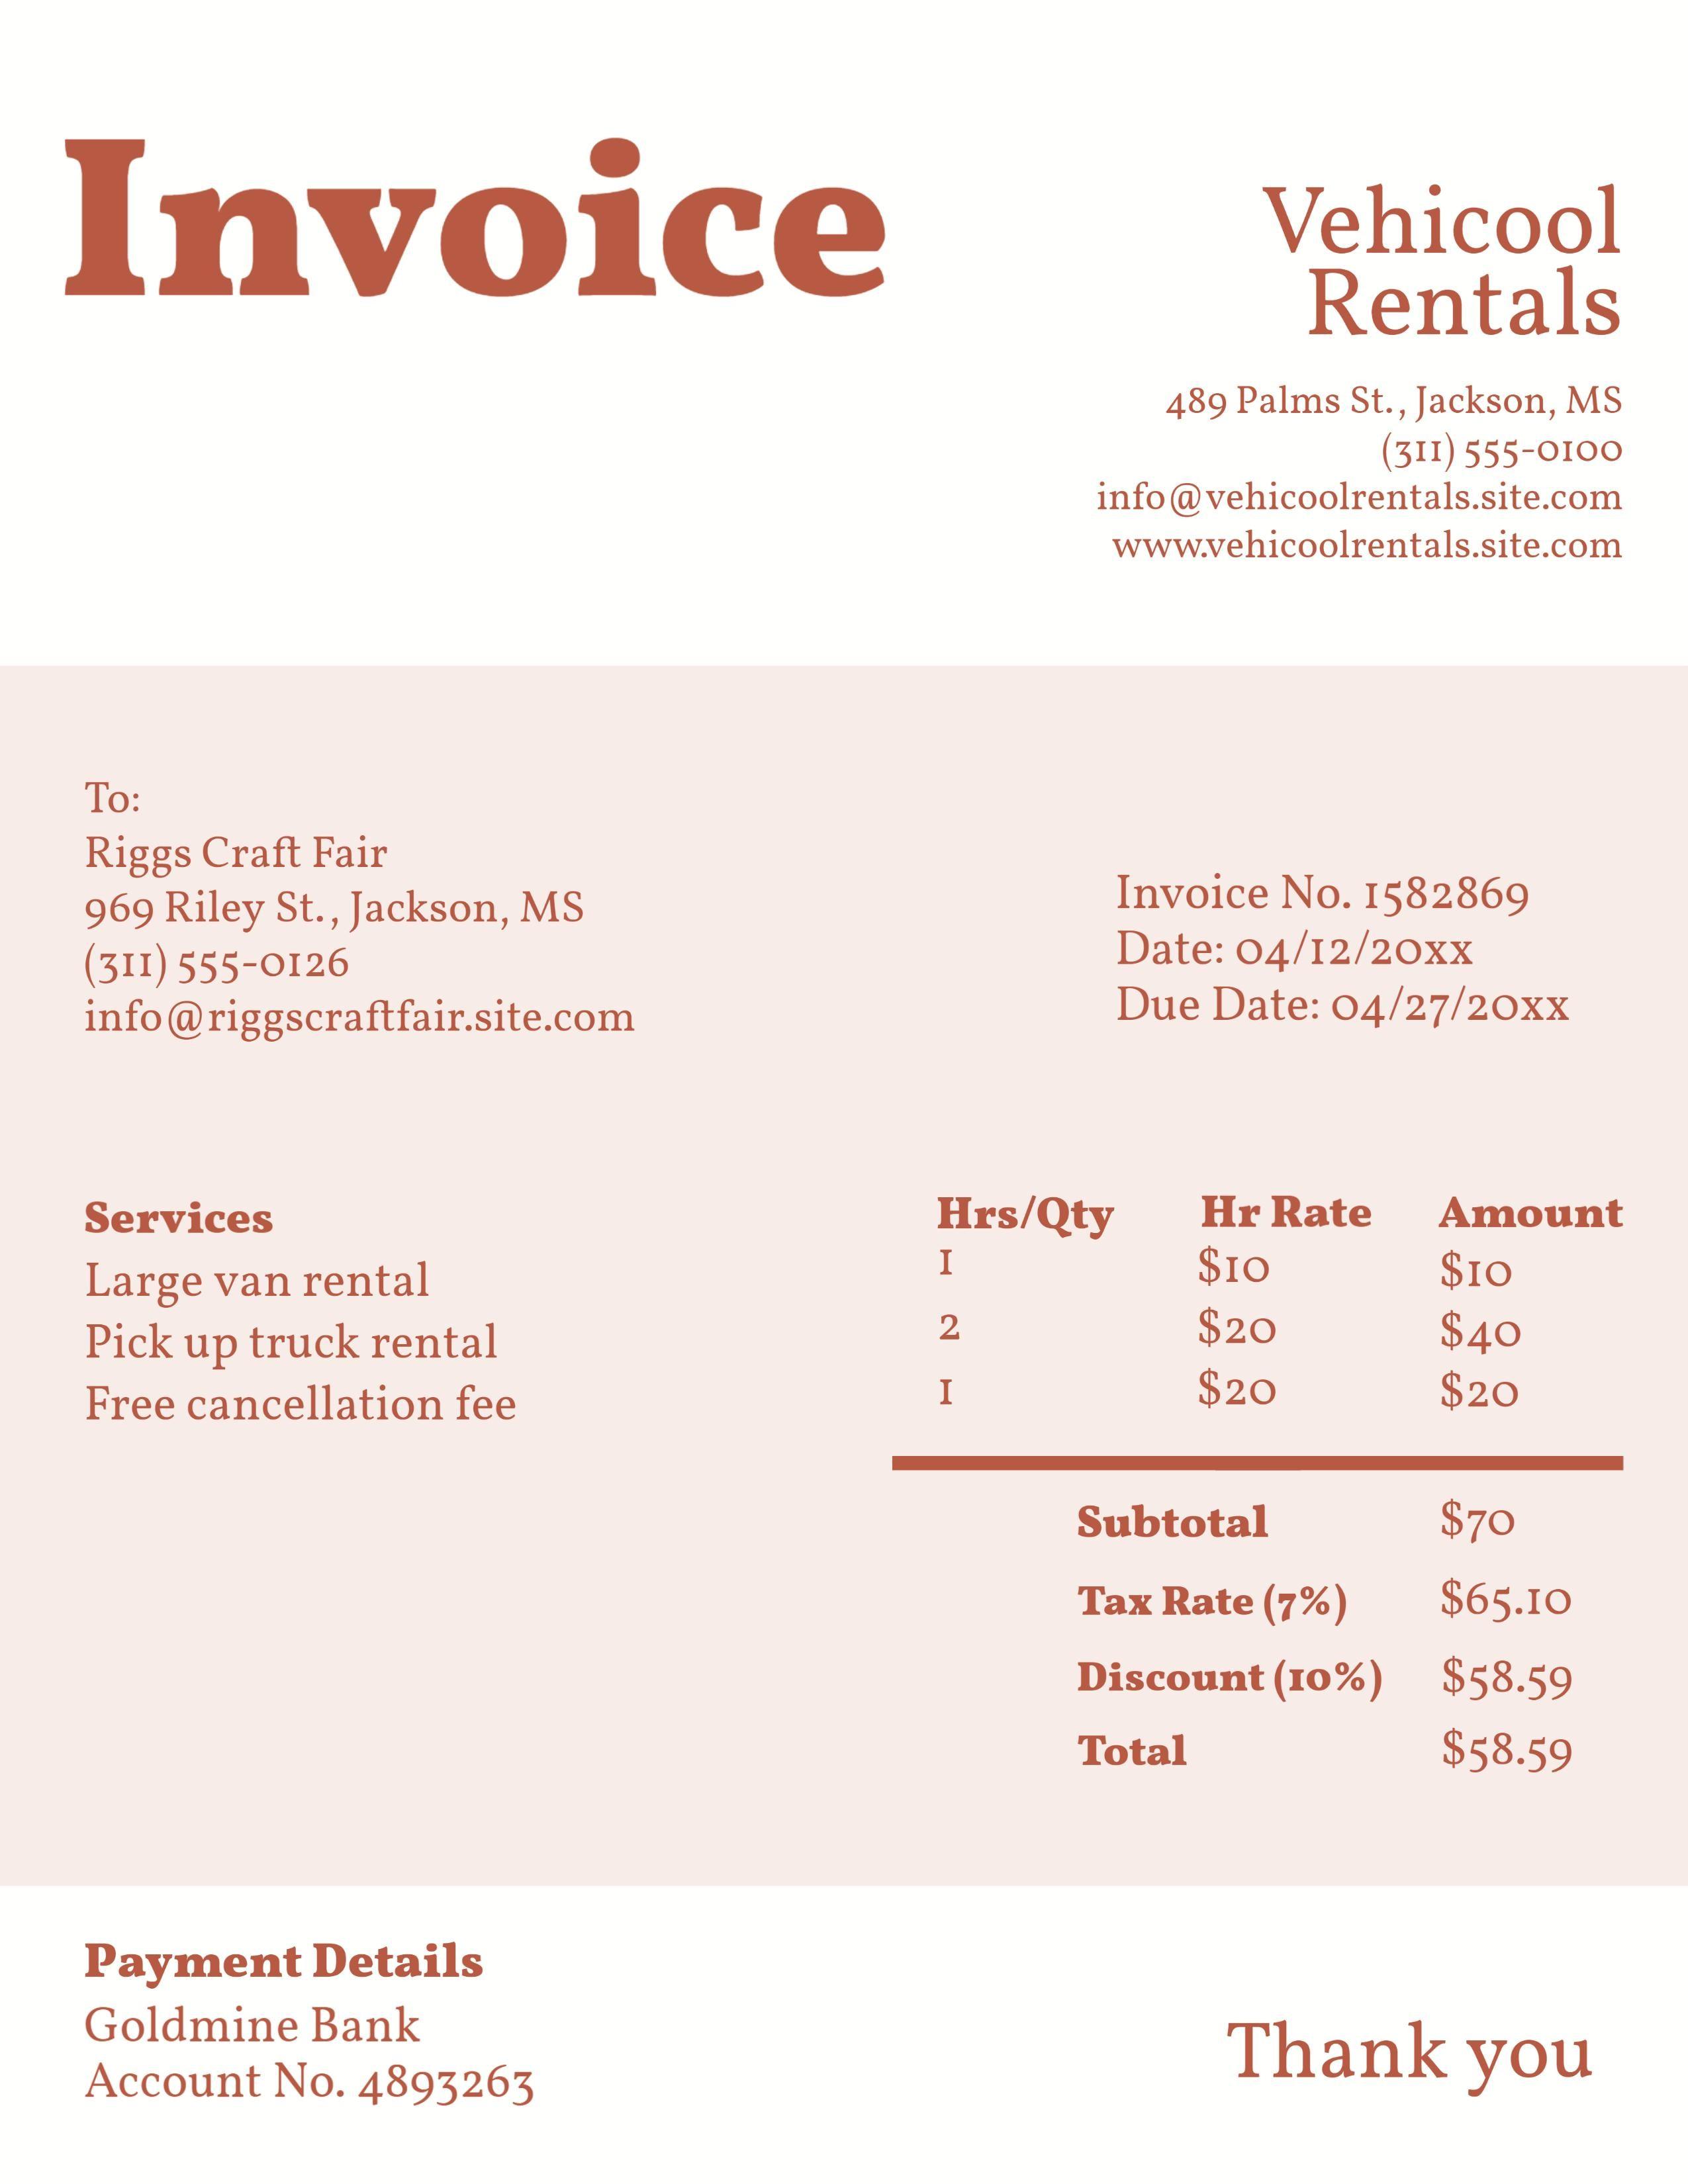 Invoice
Vehicool
Rentals
489 Palms St., Jackson, MS
(311) 555-0100
info@vehicoolrentals.site.com
www.vehicoolrentals.site.com
To:
Riggs Craft Fair
969 Riley St., Jackson, MS
(311) 555-0126
info@riggscraftfair.site.com
Invoice No. 1582869
Date: 04/12/20xx
Due Date: 04/27/20xx
Services Hrs/Qty Hr Rate Amount
Large van rental 1 $10 $10
Pick up truck rental 2 $20 $40
Free cancellation fee 1 $20 $20
Subtotal $70
Tax Rate (7%) $65.10
Discount (10%) $58.59
Total $58.59
Payment Details
Goldmine Bank
Account No. 4893263
Thank you